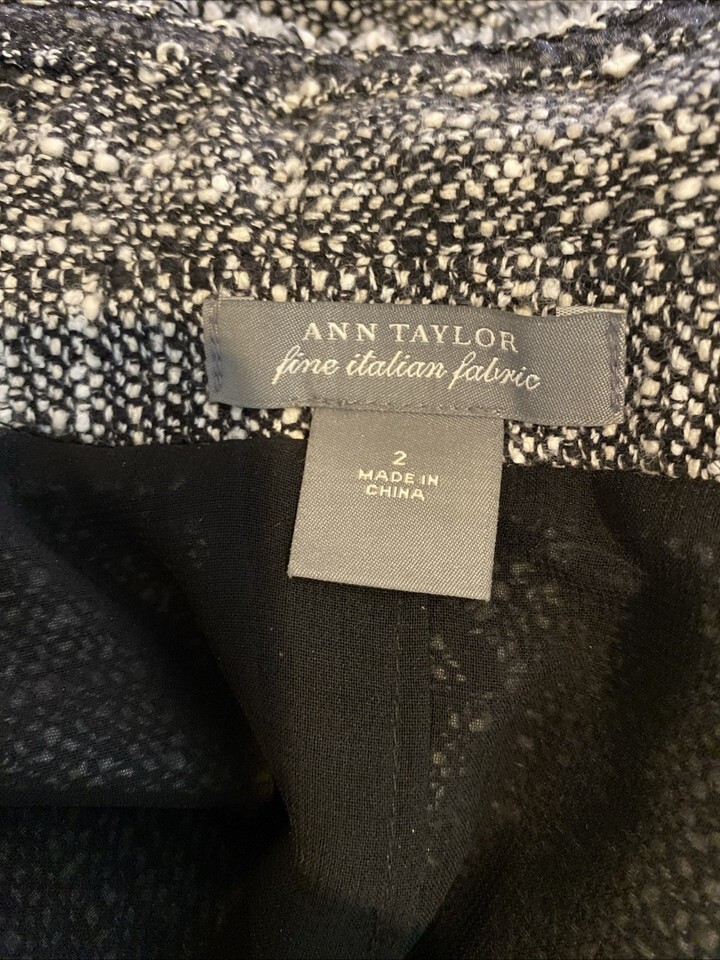 ANN TAYLOR
fine italian fabric
2
MADE IN
CHINA